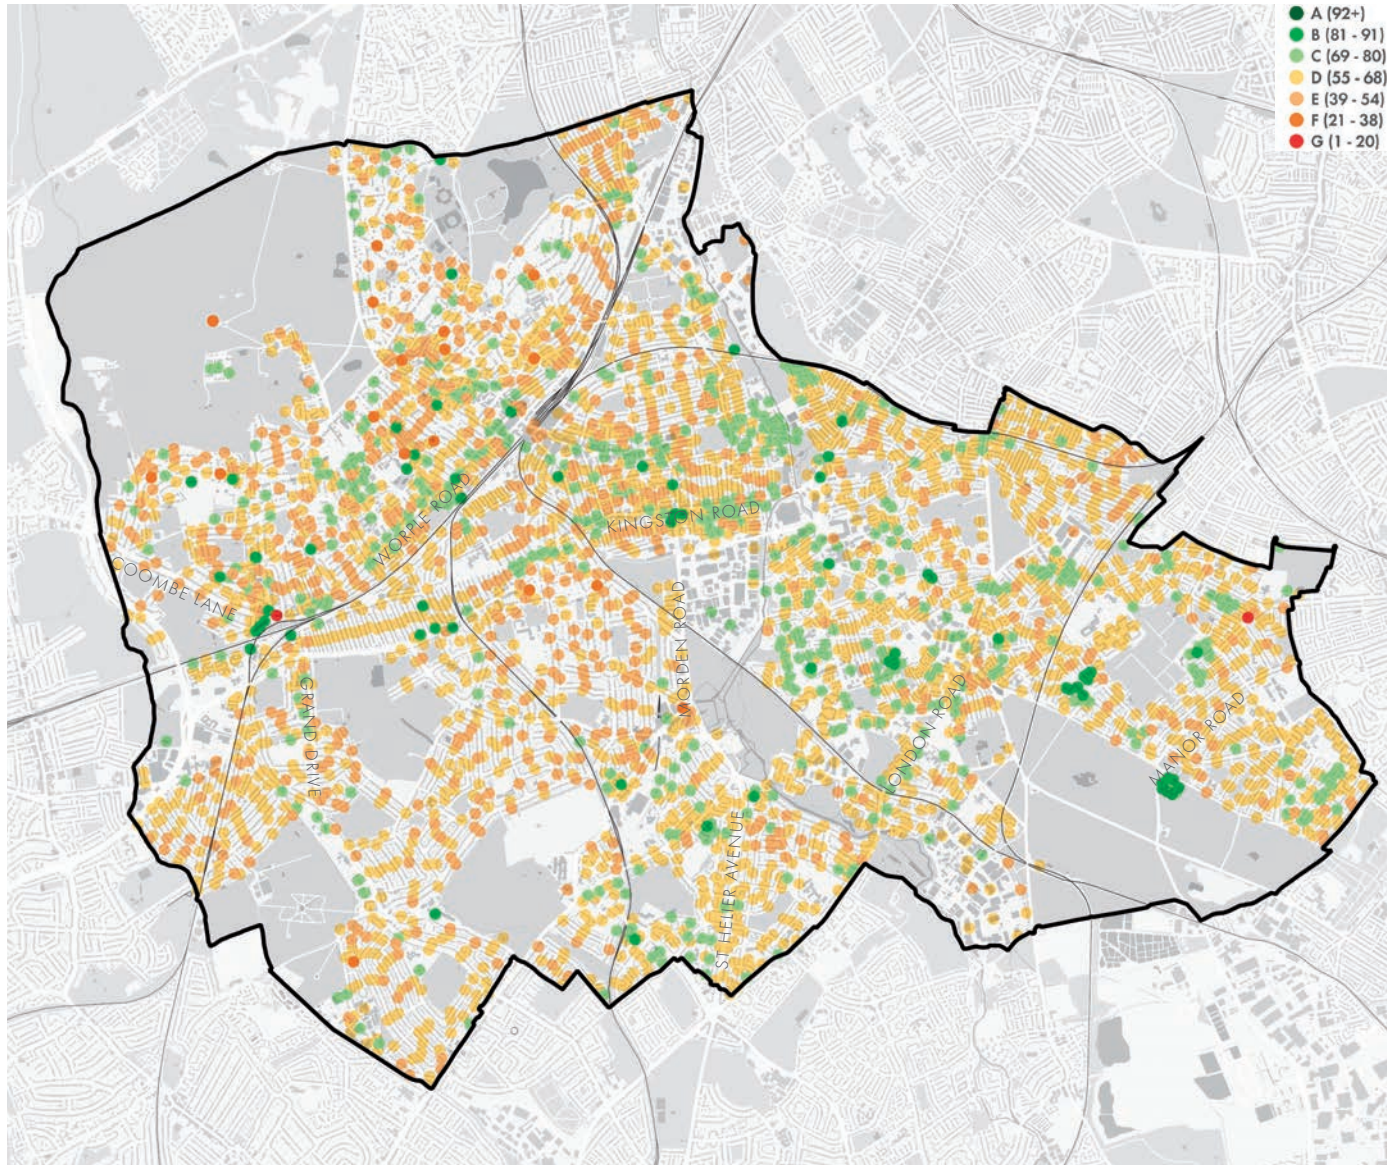 A (92+)
B (81 - 91)
C (69 - 80)
D (55 - 68)
E (39 - 54)
F (21 - 38)
G (1 - 20)
WORPLE ROAD
KINGSTON ROAD
COOMBE LANE
MORDEN ROAD
GRAND DRIVE
LONDON ROAD
MANOR ROAD
ST HELIER AVENUE